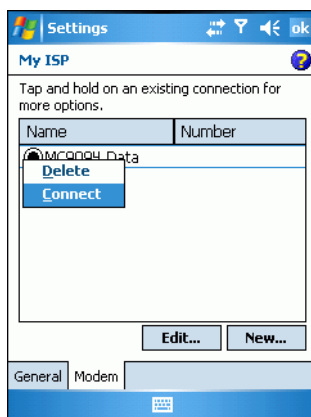 Settings
ok
My ISP
?
Tap and hold on an existing connection for
more options.
Name Number
MC9094 Data
Delete
Connect
Edit... New...
General Modem